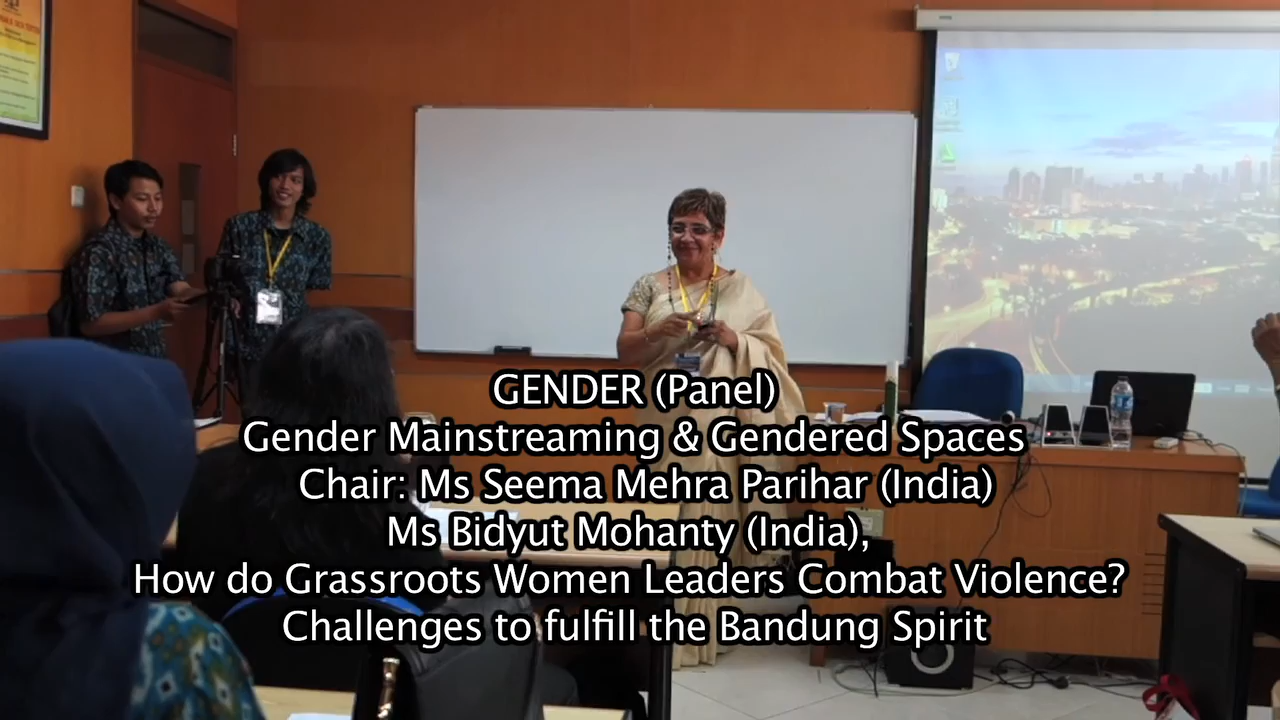 GENDER (Panel)
Gender Mainstreaming & Gendered Spaces
Chair: Ms Seema Mehra Parihar (India)
Ms Bidyut Mohanty (India),
How do Grassroots Women Leaders Combat Violence?
Challenges to fulfill the Bandung Spirit